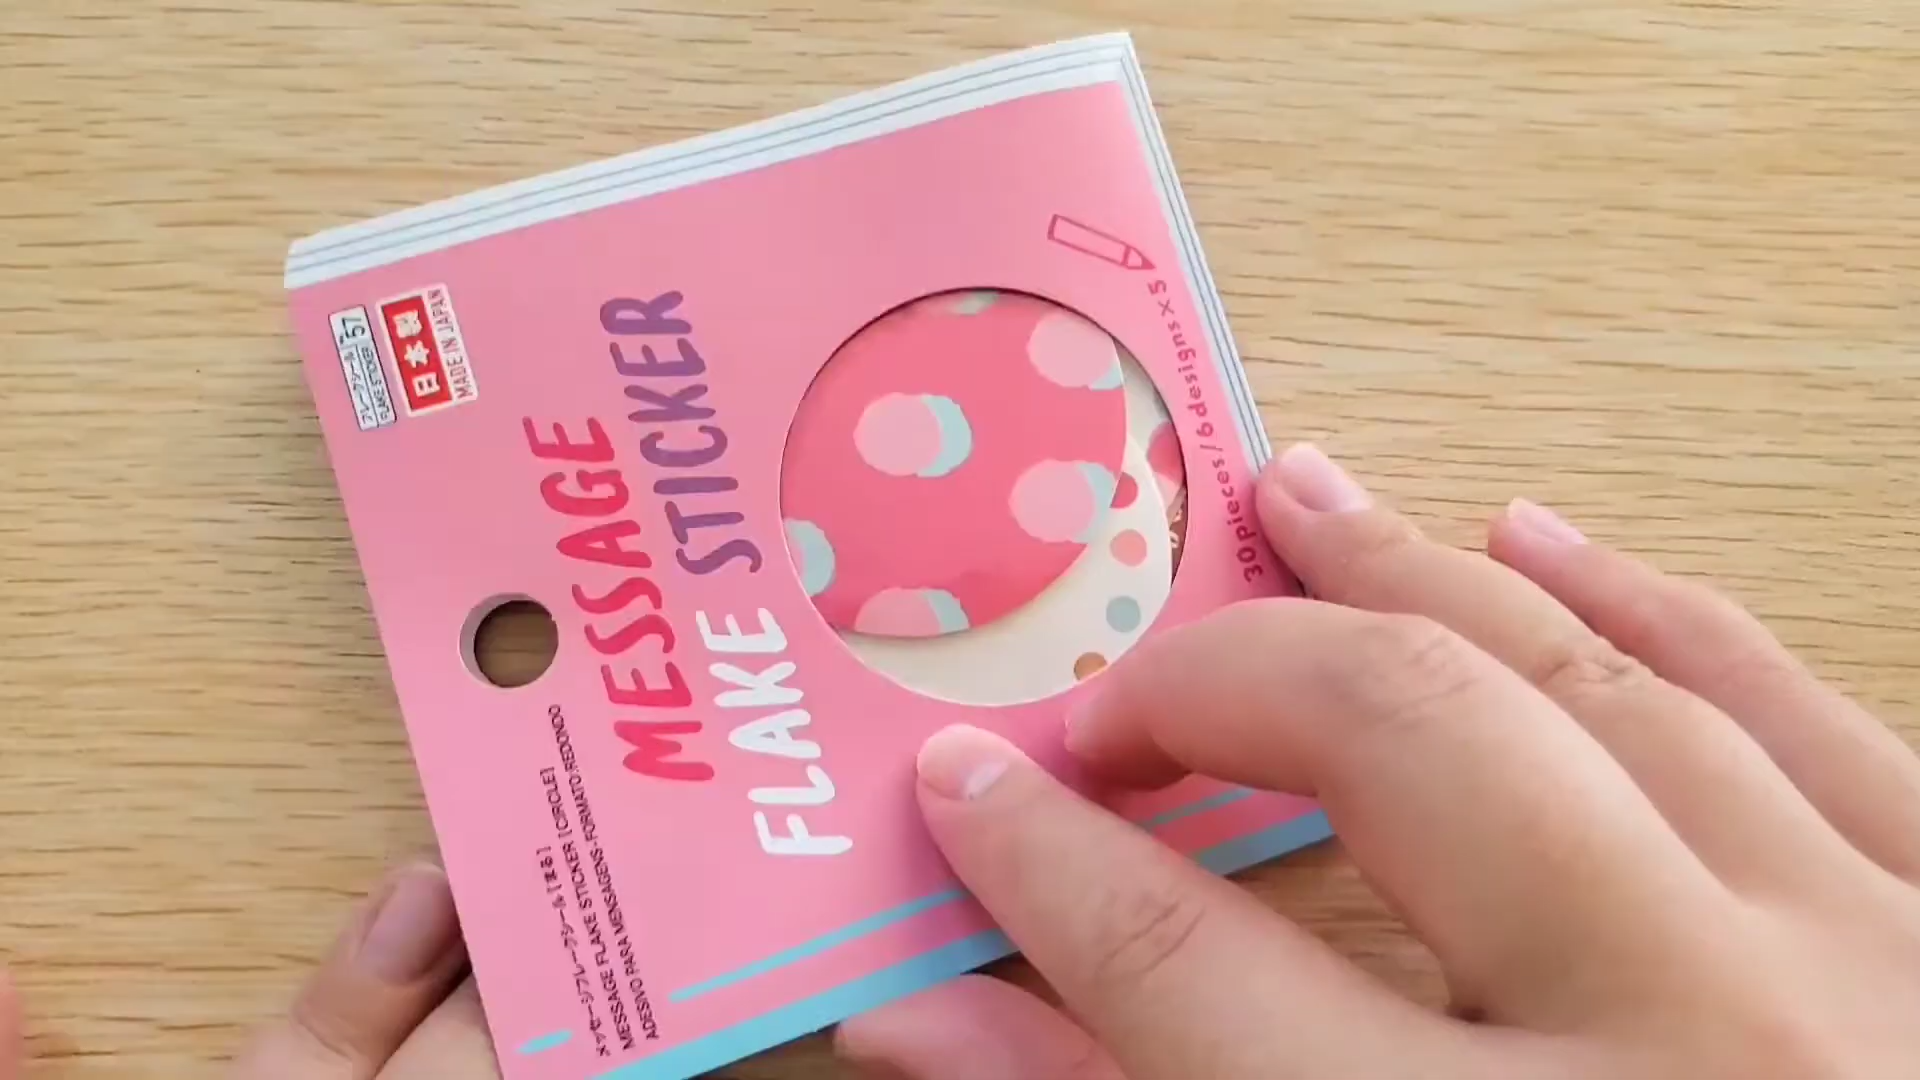 フレークシール
FLAKE STICKER
No.57
日本製
MADE IN JAPAN
MESSAGE
FLAKE STICKER
30pieces/6designs×5
メッセージフレークシール [まる]
MESSAGE FLAKE STICKER [CIRCLE]
ADESIVO PARA MENSAGENS-FORMATO:REDONDO